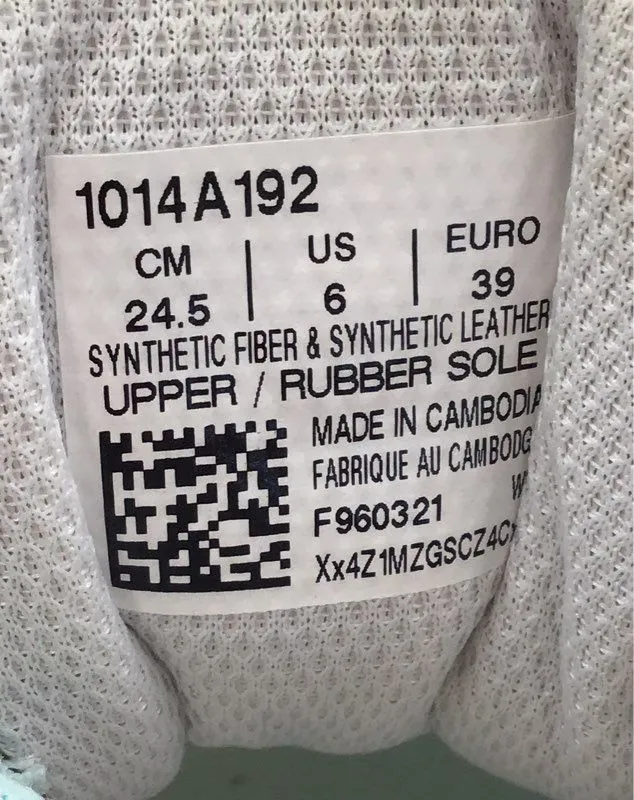 1014A192
CM | US | EURO
24.5 | 6 | 39
SYNTHETIC FIBER & SYNTHETIC LEATHER
UPPER / RUBBER SOLE
MADE IN CAMBODIA
FABRIQUE AU CAMBODG
F960321